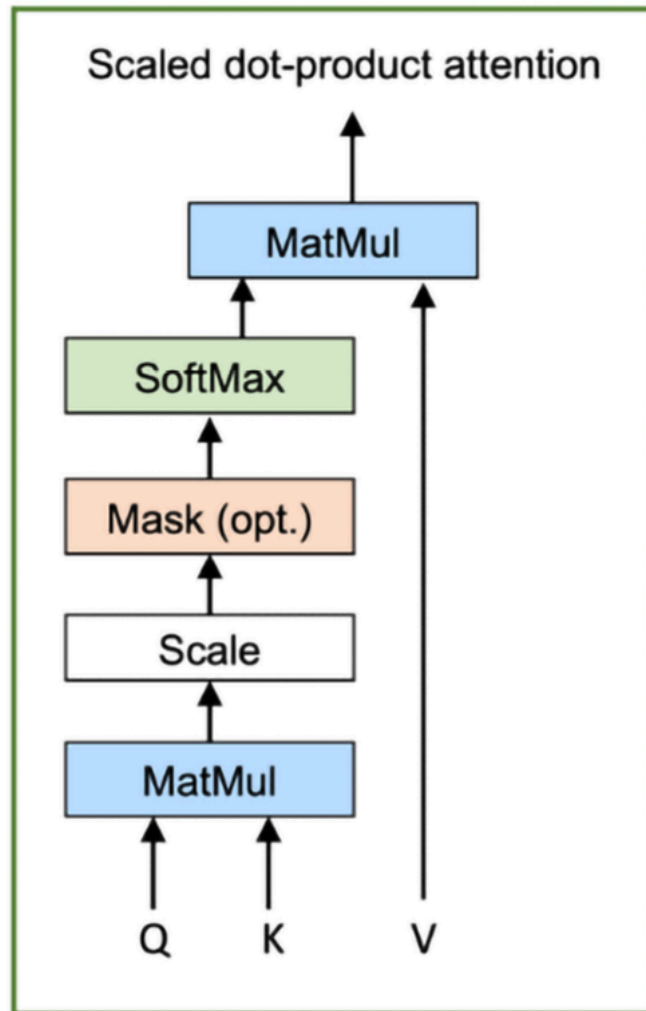 Scaled dot-product attention
MatMul
SoftMax
Mask (opt.)
Scale
MatMul
Q K V